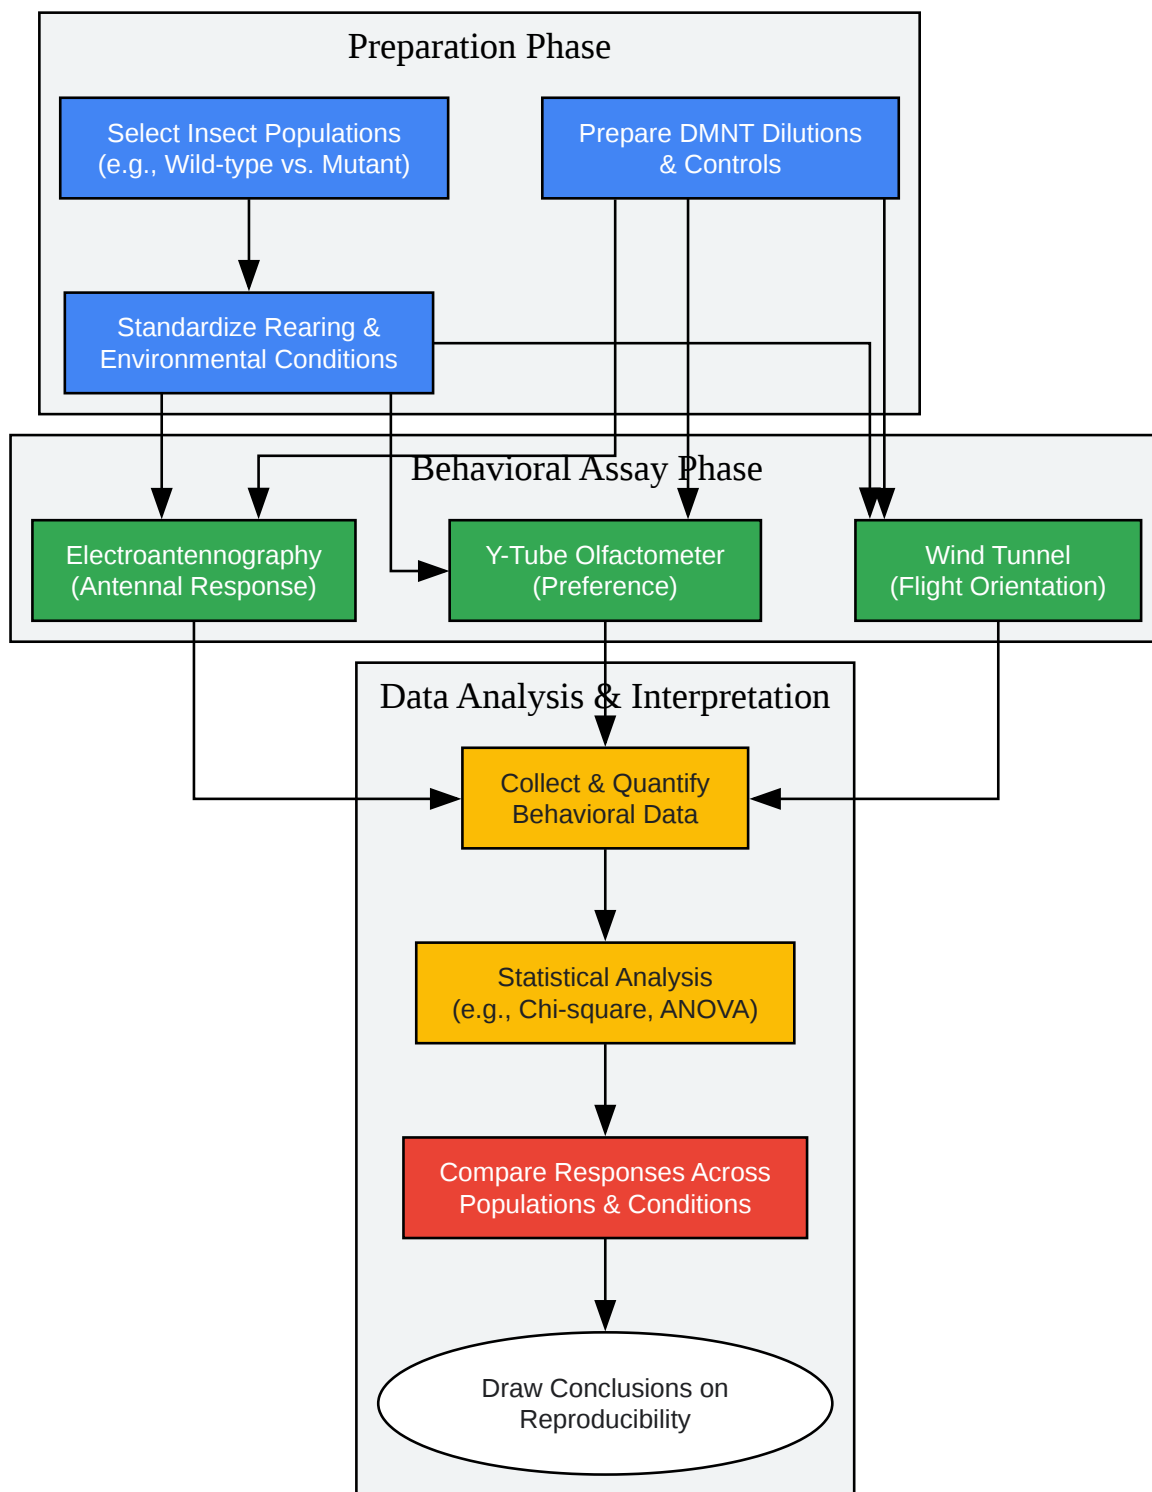 Preparation Phase
Select Insect Populations
(e.g., Wild-type vs. Mutant)
Prepare DMNT Dilutions
& Controls
Standardize Rearing &
Environmental Conditions
Behavioral Assay Phase
Electroantennography
(Antennal Response)
Y-Tube Olfactometer
(Preference)
Wind Tunnel
(Flight Orientation)
Data Analysis & Interpretation
Collect & Quantify
Behavioral Data
Statistical Analysis
(e.g., Chi-square, ANOVA)
Compare Responses Across
Populations & Conditions
Draw Conclusions on
Reproducibility